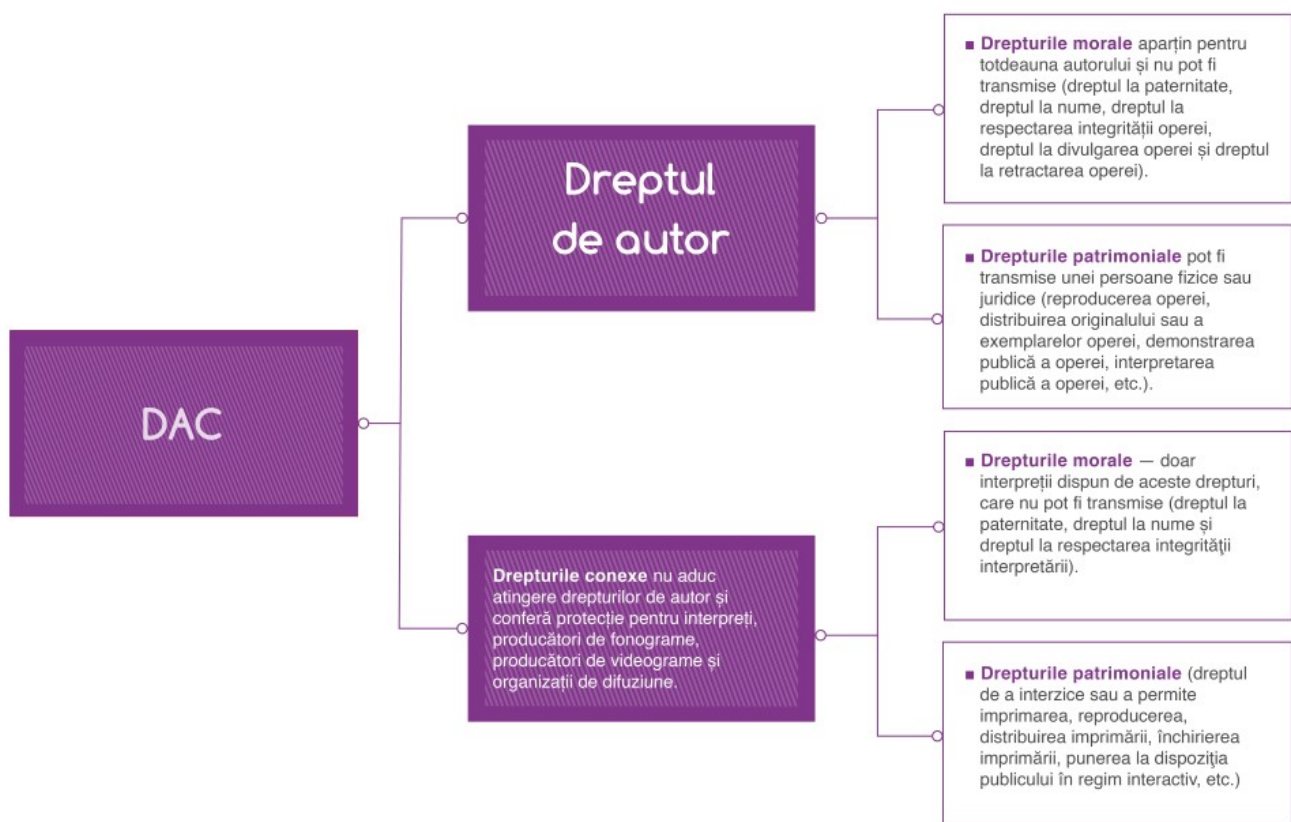 DAC
Dreptul
de autor
■ Drepturile morale aparțin pentru
totdeauna autorului și nu pot fi
transmise (dreptul la paternitate,
dreptul la nume, dreptul la
respectarea integrității operei,
dreptul la divulgarea operei și dreptul
la retractarea operei).
■ Drepturile patrimoniale pot fi
transmise unei persoane fizice sau
juridice (reproducerea operei,
distribuirea originalului sau a
exemplarelor operei, demonstrarea
publică a operei, interpretarea
publică a operei, etc.).
Drepturile conexe nu aduc
atingere drepturilor de autor și
conferă protecție pentru interpreți,
producători de fonograme,
producători de videograme și
organizații de difuziune.
■ Drepturile morale — doar
interpreții dispun de aceste drepturi,
care nu pot fi transmise (dreptul la
paternitate, dreptul la nume și
dreptul la respectarea integrităţii
interpretării).
■ Drepturile patrimoniale (dreptul
de a interzice sau a permite
imprimarea, reproducerea,
distribuirea imprimării, închirierea
imprimării, punerea la dispoziţia
publicului în regim interactiv, etc.)